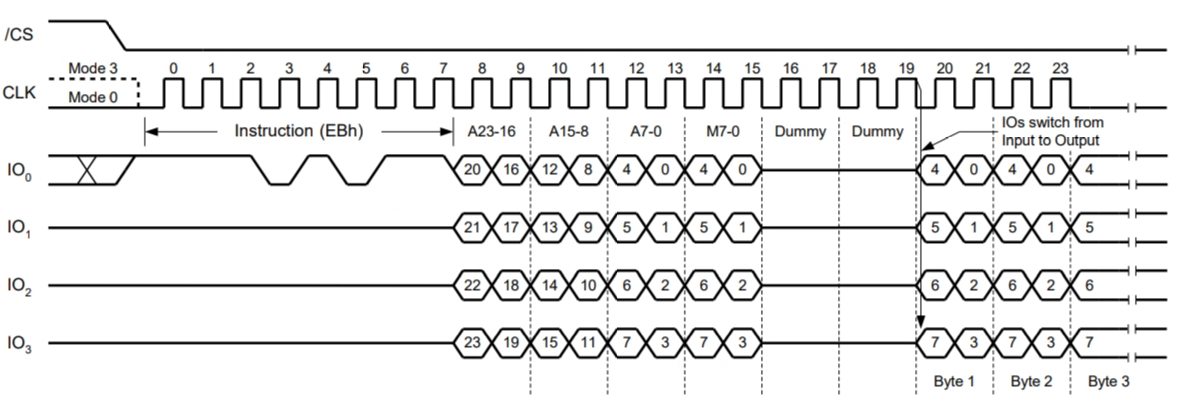 /CS
Mode 3 0 1 2 3 4 5 6 7 8 9 10 11 12 13 14 15 16 17 18 19 20 21 22 23
CLK Mode 0
Instruction (EBh) A23-16 A15-8 A7-0 M7-0 Dummy Dummy IOs switch from
Input to Output
IO0 20 16 12 8 4 0 4 0 4 0 4 0 4
IO1 21 17 13 9 5 1 5 1 5 1 5 1 5
IO2 22 18 14 10 6 2 6 2 6 2 6 2 6
IO3 23 19 15 11 7 3 7 3 7 3 7 3 7
Byte 1 Byte 2 Byte 3